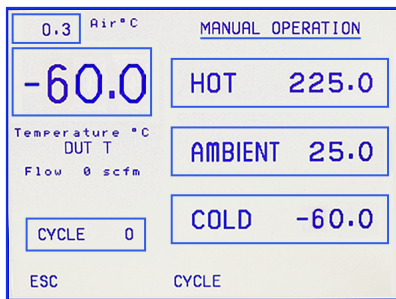 0.3 Air°C
MANUAL OPERATION
-60.0
HOT 225.0
Temperature °C
DUT T
AMBIENT 25.0
Flow 0 scfm
COLD -60.0
CYCLE 0
ESC
CYCLE